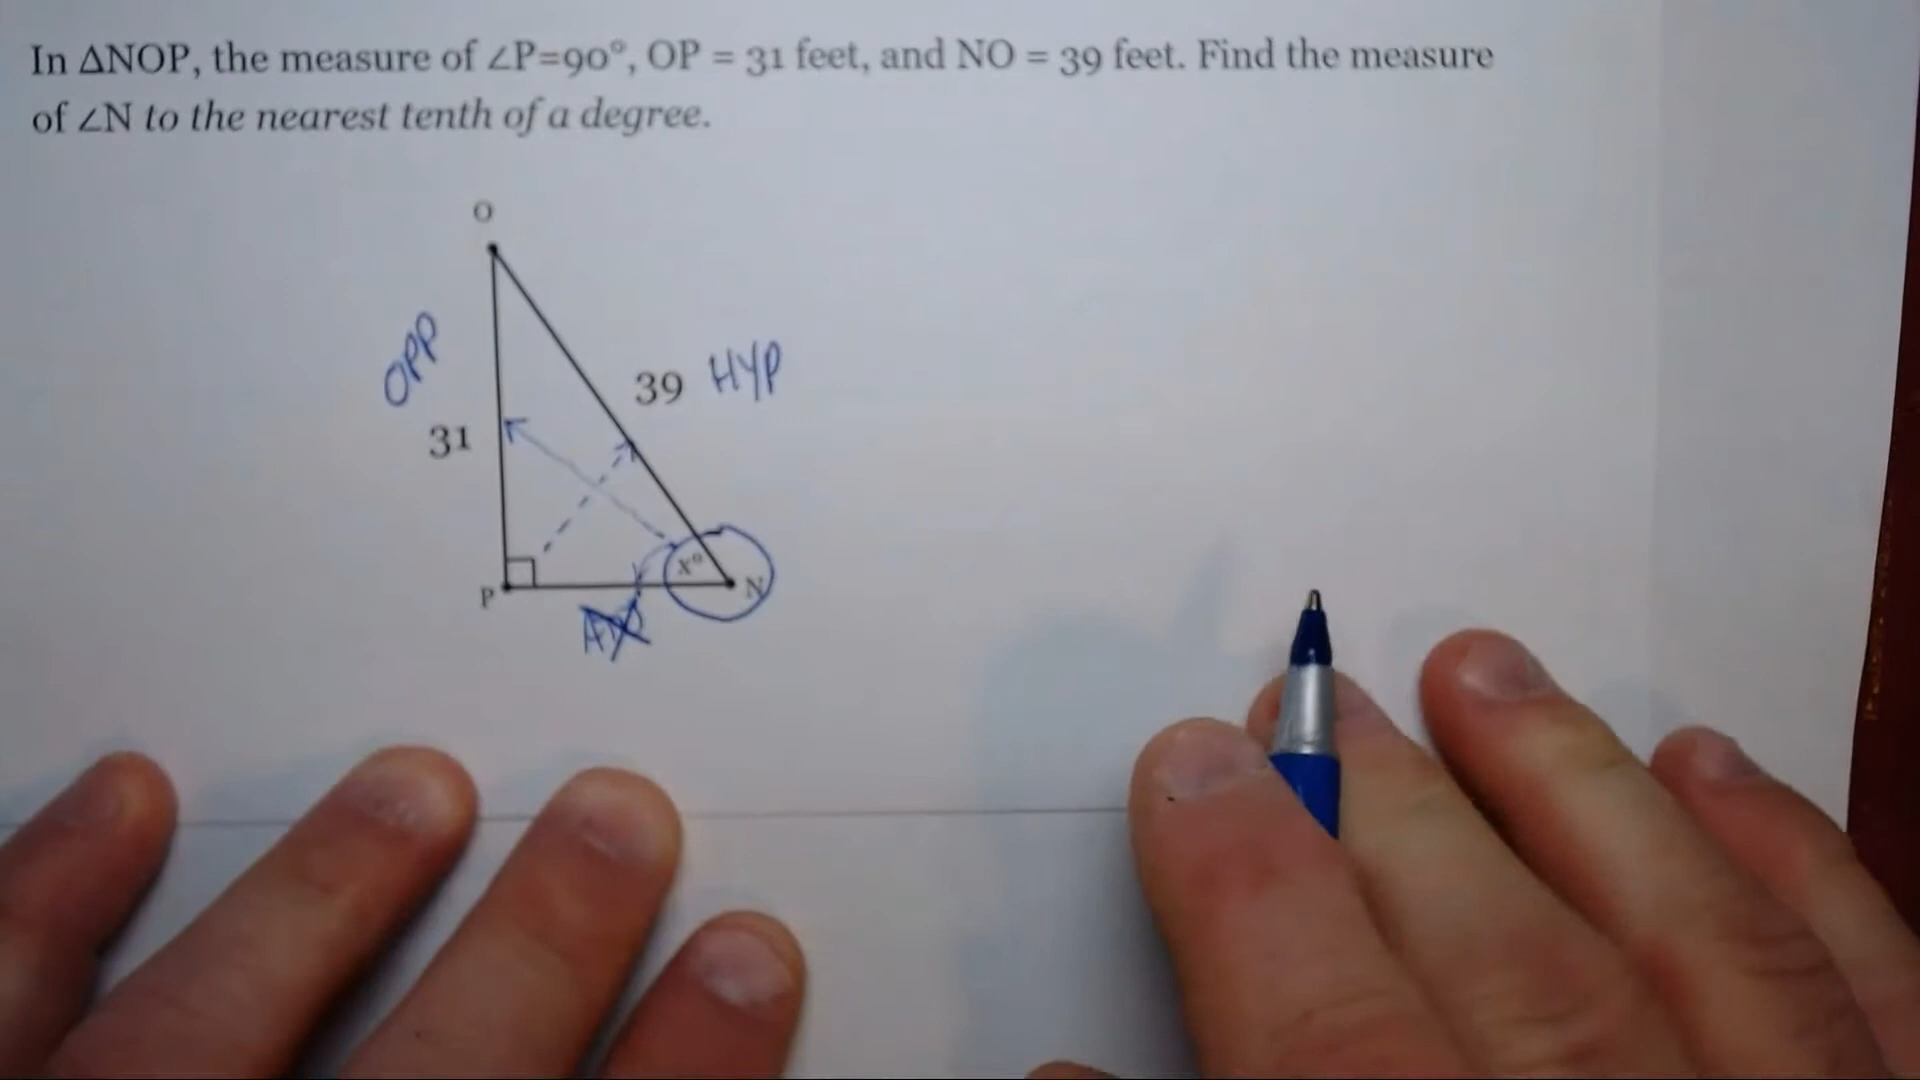 In ΔNOP, the measure of ∠P=90°, OP = 31 feet, and NO = 39 feet. Find the measure
of ∠N to the nearest tenth of a degree.
O
OPP
39 HYP
31
x°
P
N